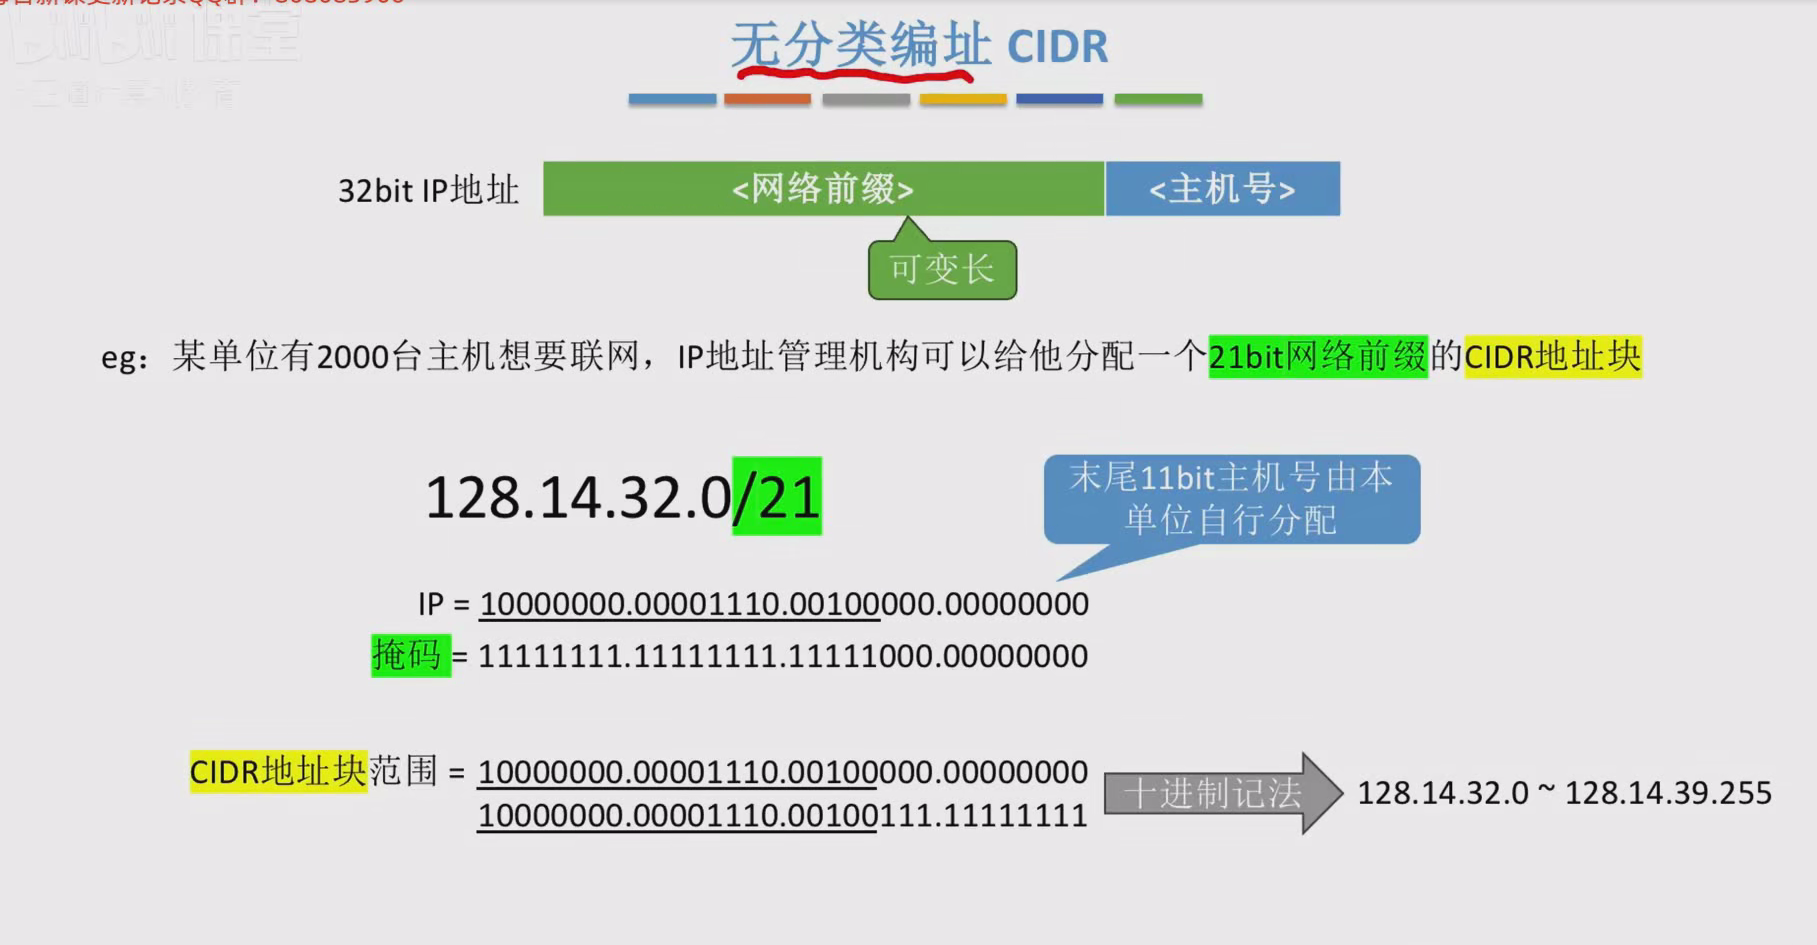 无分类编址 CIDR
32bit IP地址
<网络前缀>
<主机号>
可变长
eg：某单位有2000台主机想要联网，IP地址管理机构可以给他分配一个21bit网络前缀的CIDR地址块
128.14.32.0/21
末尾11bit主机号由本
单位自行分配
IP = 10000000.00001110.00100000.00000000
掩码 = 11111111.11111111.11111000.00000000
CIDR地址块范围 = 10000000.00001110.00100000.00000000
10000000.00001110.00100111.11111111
十进制记法
128.14.32.0 ~ 128.14.39.255